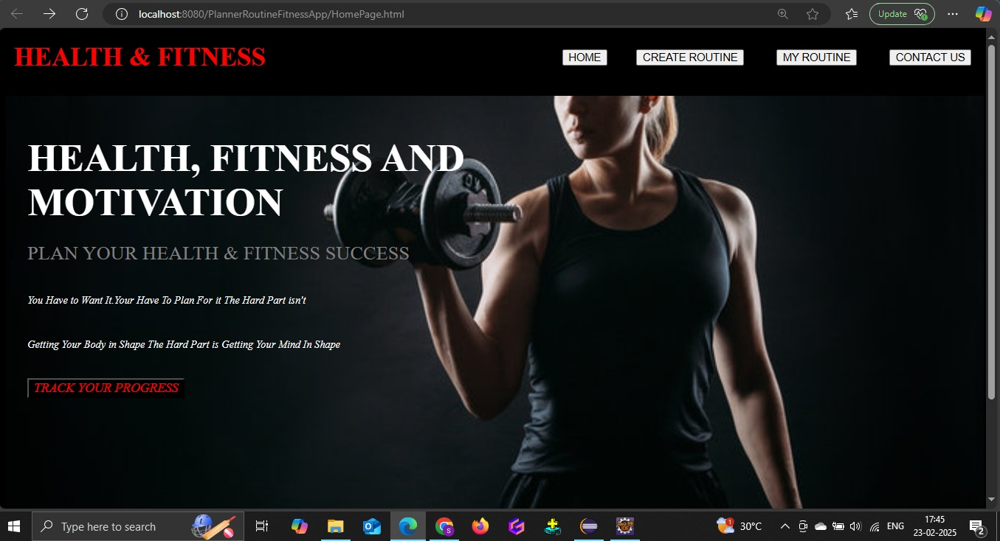 localhost:8080/PlannerRoutineFitnessApp/HomePage.html
Update
HEALTH & FITNESS
HOME
CREATE ROUTINE
MY ROUTINE
CONTACT US
HEALTH, FITNESS AND
MOTIVATION
PLAN YOUR HEALTH & FITNESS SUCCESS
You Have to Want It.Your Have To Plan For it The Hard Part isn't
Getting Your Body in Shape The Hard Part is Getting Your Mind In Shape
TRACK YOUR PROGRESS
Type here to search
1
30°C
ENG
17:45
23-02-2025
2